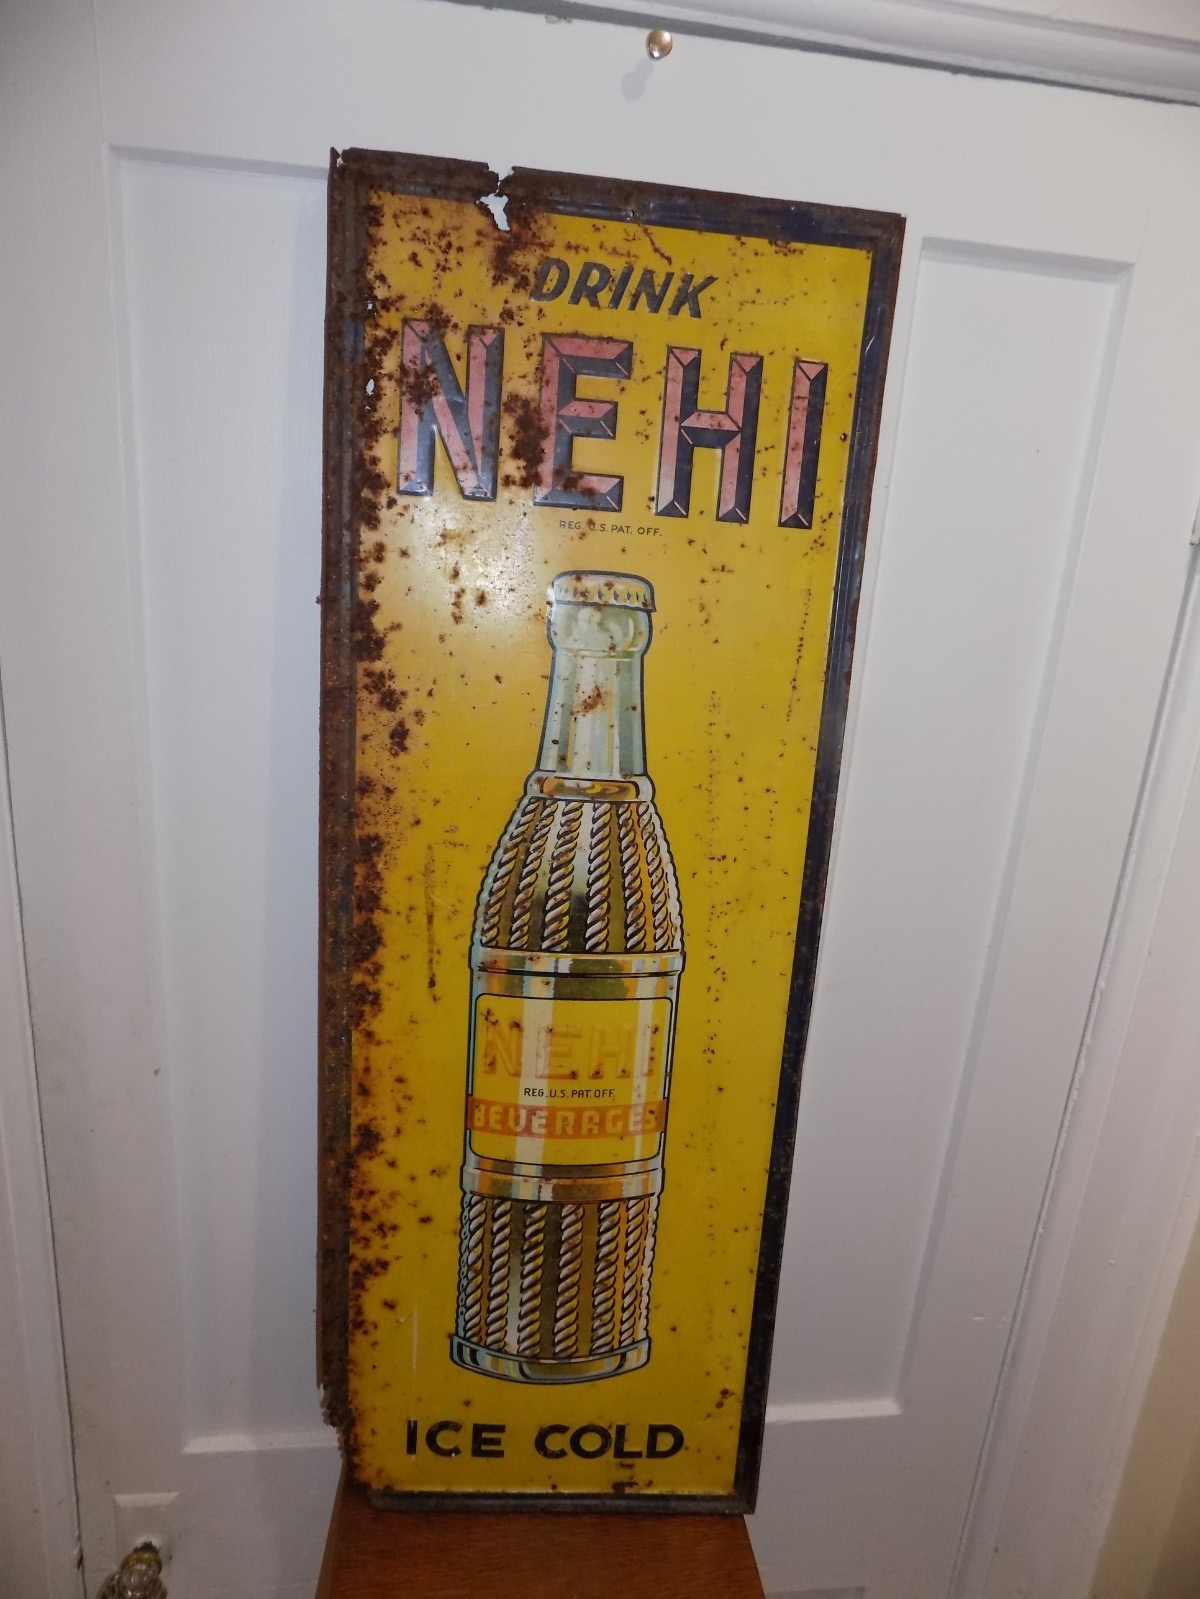 DRINK
NEHI
REG. U.S. PAT. OFF.
NEHI
REG. U.S. PAT. OFF.
BEVERAGES
ICE COLD